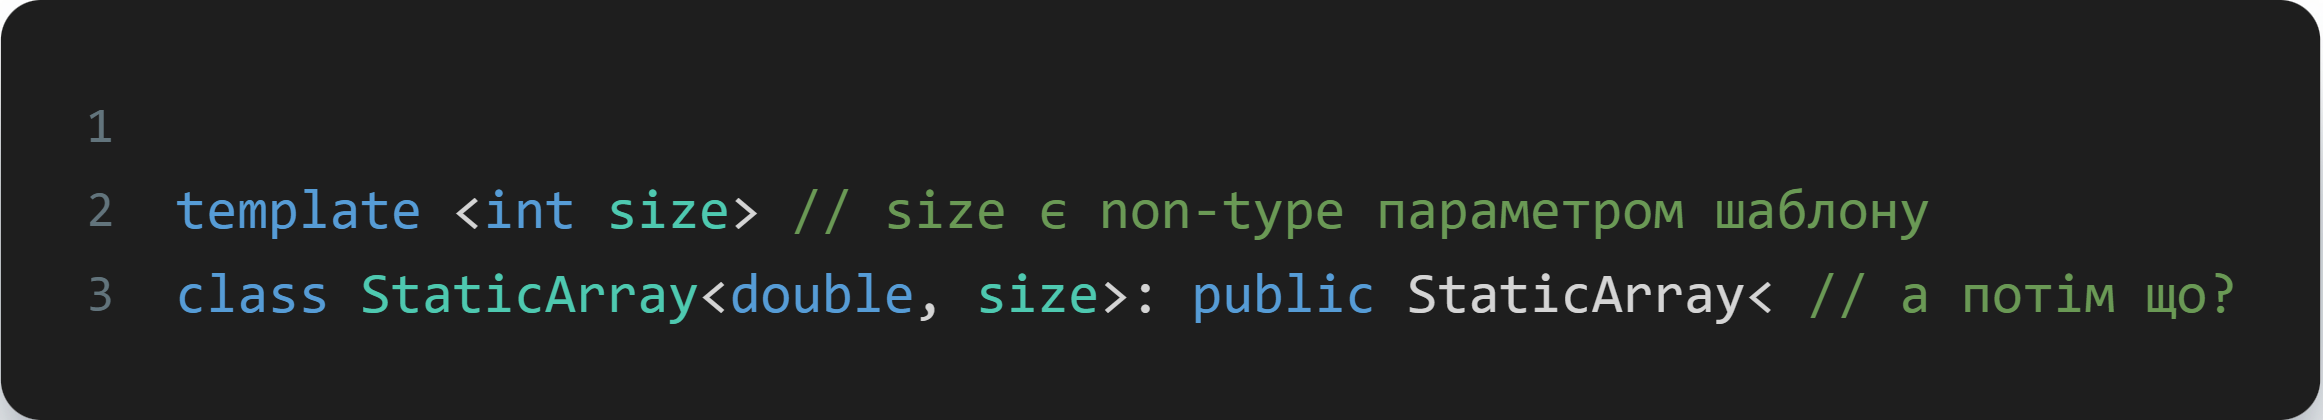 1
2 template <int size> // size є non-type параметром шаблону
3 class StaticArray<double, size>: public StaticArray< // а потім що?